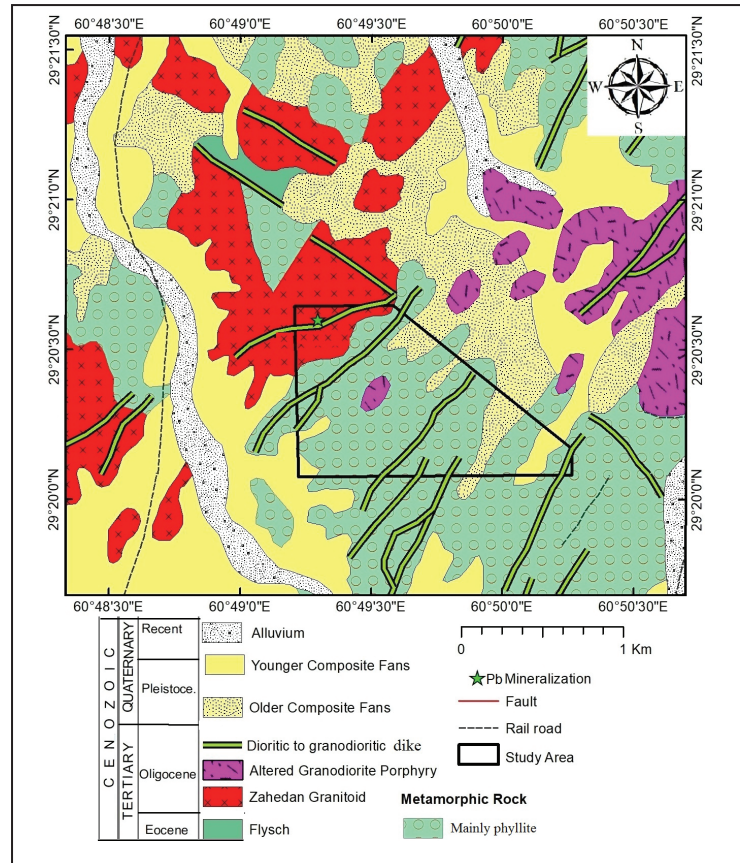 60°48'30"E 60°49'0"E 60°49'30"E 60°50'0"E 60°50'30"E
29°21'30"N 29°21'30"N
N
W E
S
29°21'0"N 29°21'0"N
29°20'30"N 29°20'30"N
29°20'0"N 29°20'0"N
60°48'30"E 60°49'0"E 60°49'30"E 60°50'0"E 60°50'30"E
CENOZOIC
QUATERNARY
TERTIARY
Recent
Pleistoce.
Oligocene
Eocene
Alluvium
Younger Composite Fans
Older Composite Fans
Dioritic to granodioritic dike
Altered Granodiorite Porphyry
Zahedan Granitoid
Flysch
0 1 Km
Pb Mineralization
Fault
Rail road
Study Area
Metamorphic Rock
Mainly phyllite